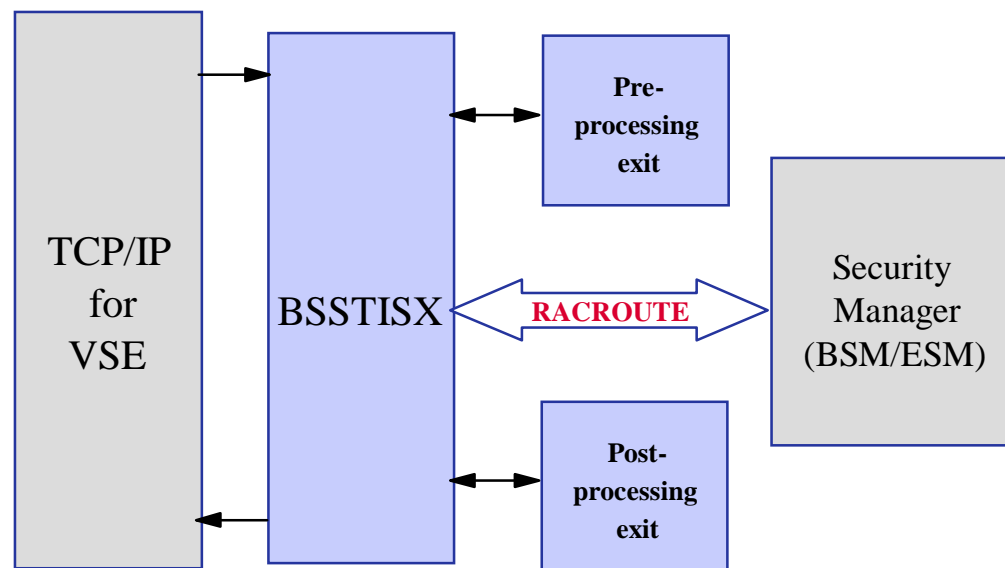 TCP/IP
for
VSE
BSSTISX
Pre-
processing
exit
RACROUTE
Post-
processing
exit
Security
Manager
(BSM/ESM)